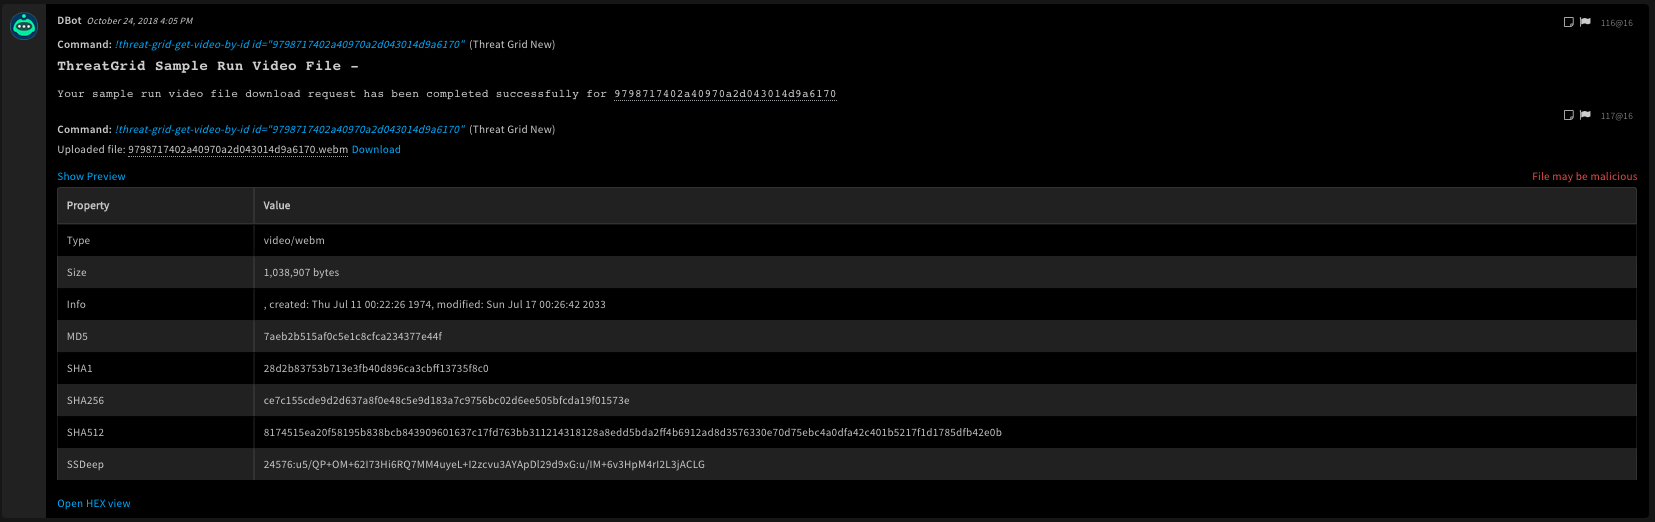 DBot October 24, 2018 4:05 PM
116@16
Command: !threat-grid-get-video-by-id id="9798717402a40970a2d043014d9a6170" (Threat Grid New)
ThreatGrid Sample Run Video File -
Your sample run video file download request has been completed successfully for 9798717402a40970a2d043014d9a6170
117@16
Command: !threat-grid-get-video-by-id id="9798717402a40970a2d043014d9a6170" (Threat Grid New)
Uploaded file: 9798717402a40970a2d043014d9a6170.webm Download
Show Preview
File may be malicious
Property Value
Type video/webm
Size 1,038,907 bytes
Info , created: Thu Jul 11 00:22:26 1974, modified: Sun Jul 17 00:26:42 2033
MD5 7aeb2b515af0c5e1c8cfca234377e44f
SHA1 28d2b83753b713e3fb40d896ca3cbff13735f8c0
SHA256 ce7c155cde9d2d637a8f0e48c5e9d183a7c9756bc02d6ee505bfcda19f01573e
SHA512 8174515ea20f58195b838bcb843909601637c17fd763bb311214318128a8edd5bda2ff4b6912ad8d3576330e70d75ebc4a0dfa42c401b5217f1d1785dfb42e0b
SSDeep 24576:u5/QP+OM+62I73Hi6RQ7MM4uyeL+I2zcvu3AYApDl29d9xG:u/IM+6v3HpM4rI2L3jACLG
Open HEX view